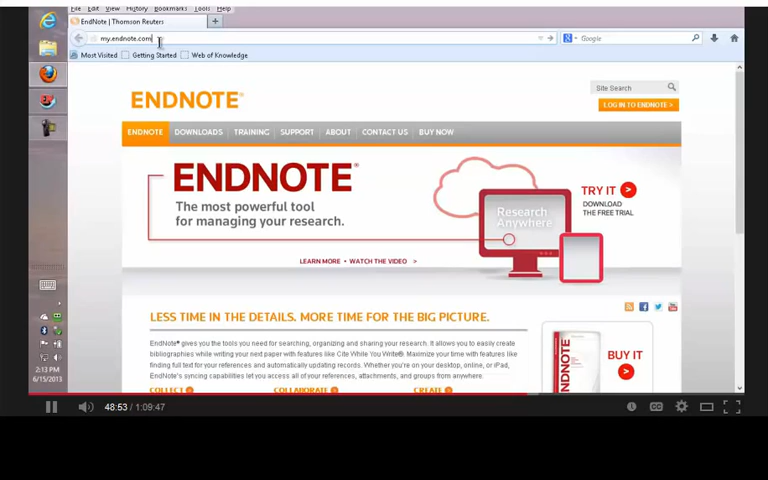 File Edit View History Bookmarks Tools Help
EndNote | Thomson Reuters
my.endnote.com
Google
Most Visited Getting Started Web of Knowledge
ENDNOTE®
Site Search
LOG IN TO ENDNOTE >
ENDNOTE DOWNLOADS TRAINING SUPPORT ABOUT CONTACT US BUY NOW
ENDNOTE®
The most powerful tool
for managing your research.
Research
Anywhere
TRY IT >
DOWNLOAD
THE FREE TRIAL
LEARN MORE • WATCH THE VIDEO »
LESS TIME IN THE DETAILS. MORE TIME FOR THE BIG PICTURE.
EndNote® gives you the tools you need for searching, organizing and sharing your research. It allows you to easily create
bibliographies while writing your next paper with features like Cite While You Write®. Maximize your time with features like
finding full text for your references and automatically updating records. Whether you're on your desktop, online, or iPad,
EndNote's syncing capabilities let you access all of your references, attachments, and groups from anywhere.
COLLECT COLLABORATE CREATE
ENDNOTE
BUY IT
2:13 PM
6/15/2013
48:53 / 1:09:47